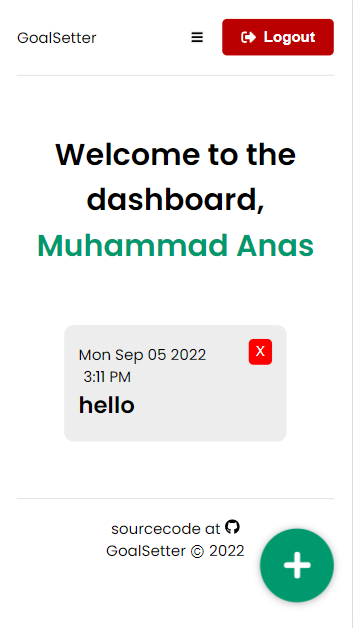 GoalSetter
Logout
Welcome to the
dashboard,
Muhammad Anas
Mon Sep 05 2022
X
3:11 PM
hello
sourcecode at
GoalSetter © 2022